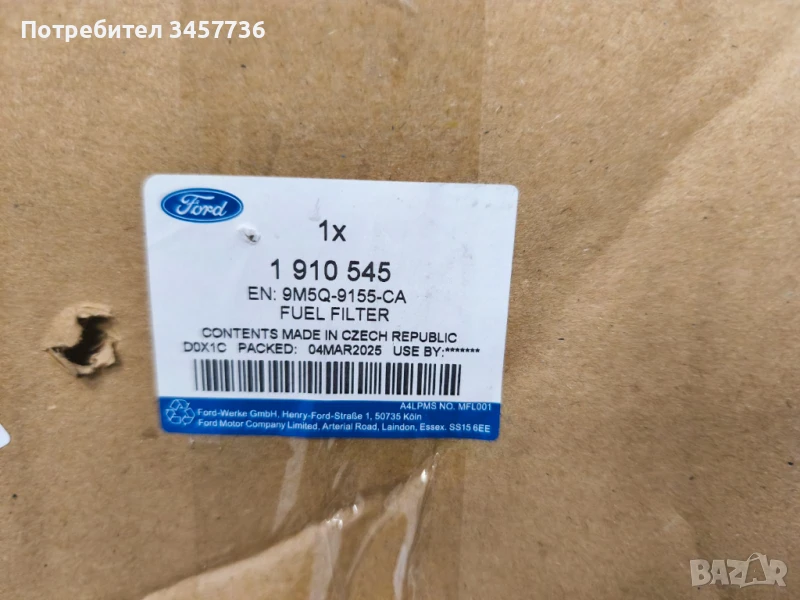 Потребител 3457736
Ford
1x
1 910 545
EN: 9M5Q-9155-CA
FUEL FILTER
CONTENTS MADE IN CZECH REPUBLIC
D0X1C PACKED: 04MAR2025 USE BY:*******
A4LPMS NO. MFL001
Ford-Werke GmbH, Henry-Ford-Straße 1, 50735 Köln
Ford Motor Company Limited, Arterial Road, Laindon, Essex. SS15 6EE
BAZAR